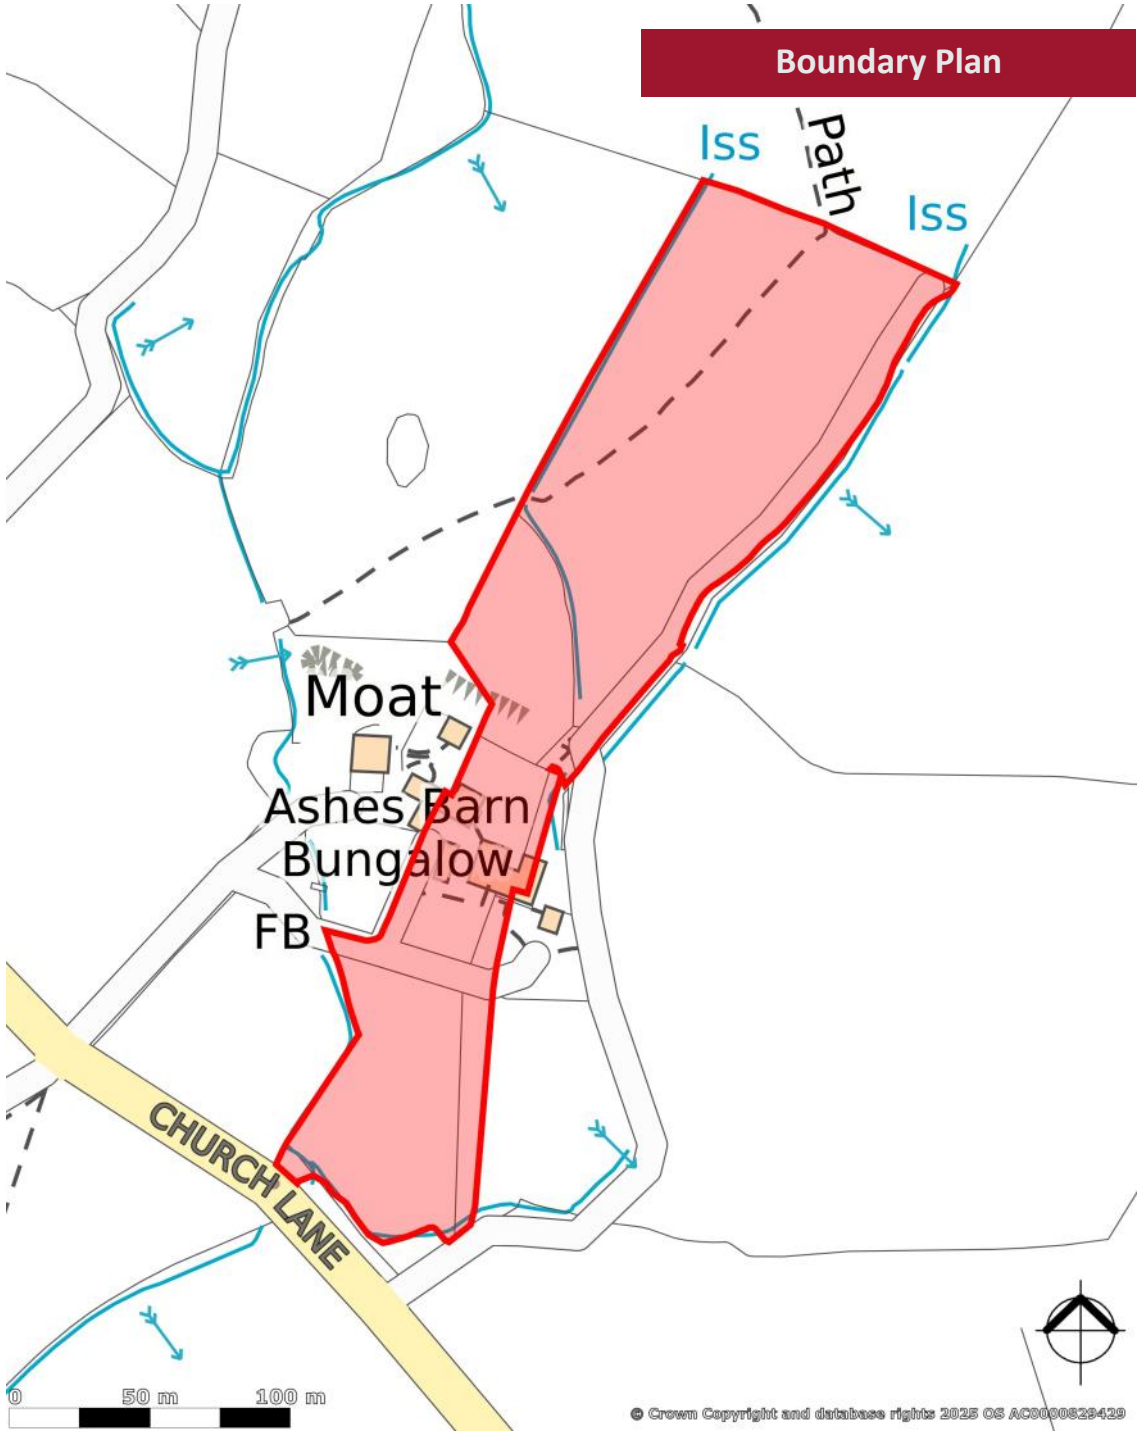 Boundary Plan
Iss
Path
Iss
Moat
Ashes Barn
Bungalow
FB
CHURCH LANE
0 50 m 100 m
© Crown Copyright and database rights 2025 OS AC0000829429